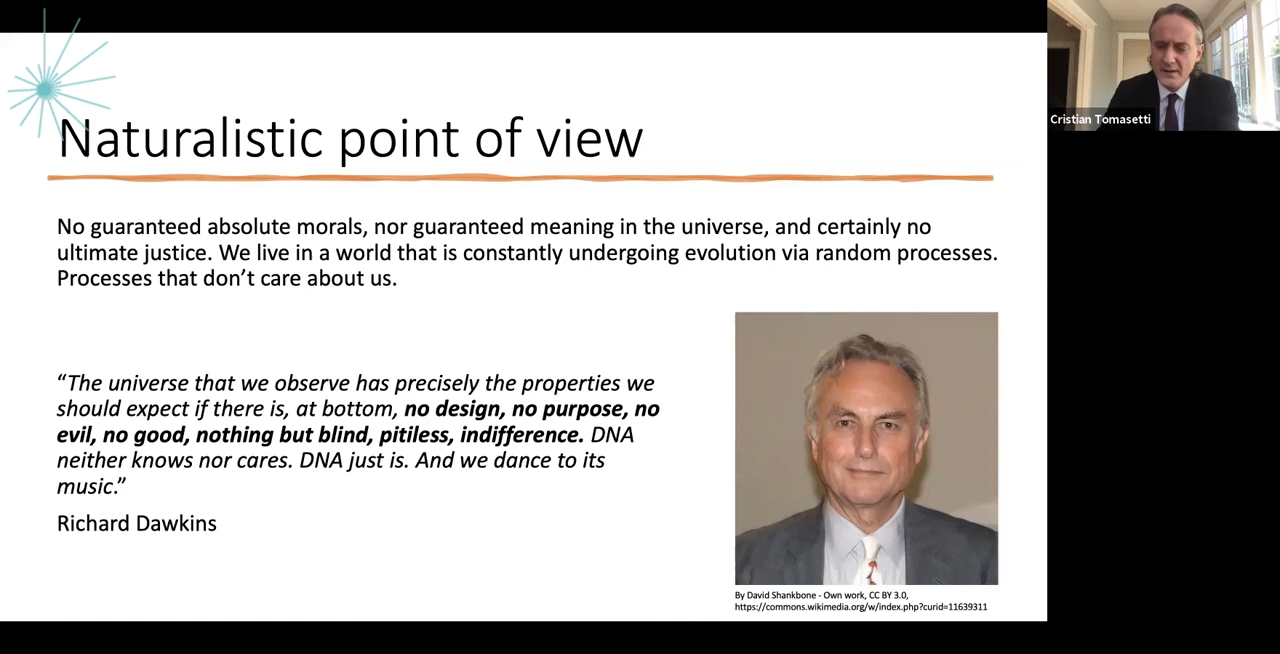 Naturalistic point of view
No guaranteed absolute morals, nor guaranteed meaning in the universe, and certainly no
ultimate justice. We live in a world that is constantly undergoing evolution via random processes.
Processes that don’t care about us.
“The universe that we observe has precisely the properties we
should expect if there is, at bottom, no design, no purpose, no
evil, no good, nothing but blind, pitiless, indifference. DNA
neither knows nor cares. DNA just is. And we dance to its
music.”
Richard Dawkins
By David Shankbone - Own work, CC BY 3.0,
https://commons.wikimedia.org/w/index.php?curid=11639311
Cristian Tomasetti